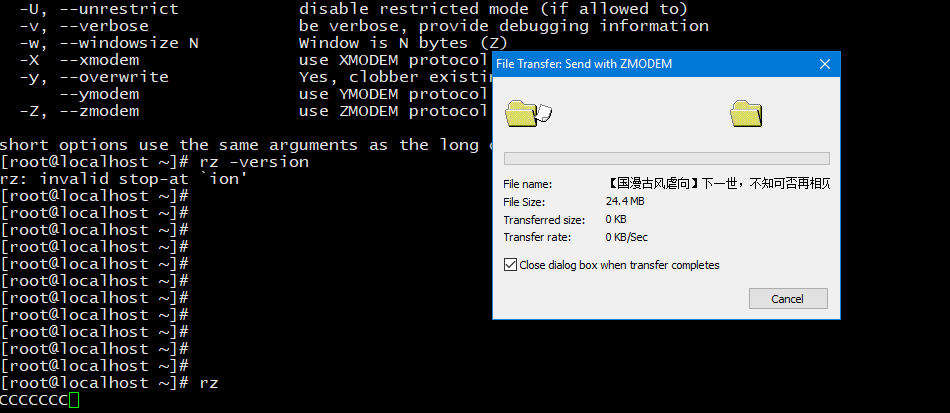 -U, --unrestrict disable restricted mode (if allowed to)
-v, --verbose be verbose, provide debugging information
-w, --windowsize N Window is N bytes (Z)
-X --xmodem use XMODEM protocol
-y, --overwrite Yes, clobber existin
--ymodem use YMODEM protocol
-Z, --zmodem use ZMODEM protocol
short options use the same arguments as the long
[root@localhost ~]# rz -version
rz: invalid stop-at `ion'
[root@localhost ~]#
[root@localhost ~]#
[root@localhost ~]#
[root@localhost ~]#
[root@localhost ~]#
[root@localhost ~]#
[root@localhost ~]#
[root@localhost ~]#
[root@localhost ~]#
[root@localhost ~]#
[root@localhost ~]#
[root@localhost ~]# rz
CCCCCCC
File Transfer: Send with ZMODEM
File name: 【国漫古风虐向】下一世，不知可否再相见
File Size: 24.4 MB
Transferred size: 0 KB
Transfer rate: 0 KB/Sec
Close dialog box when transfer completes
Cancel